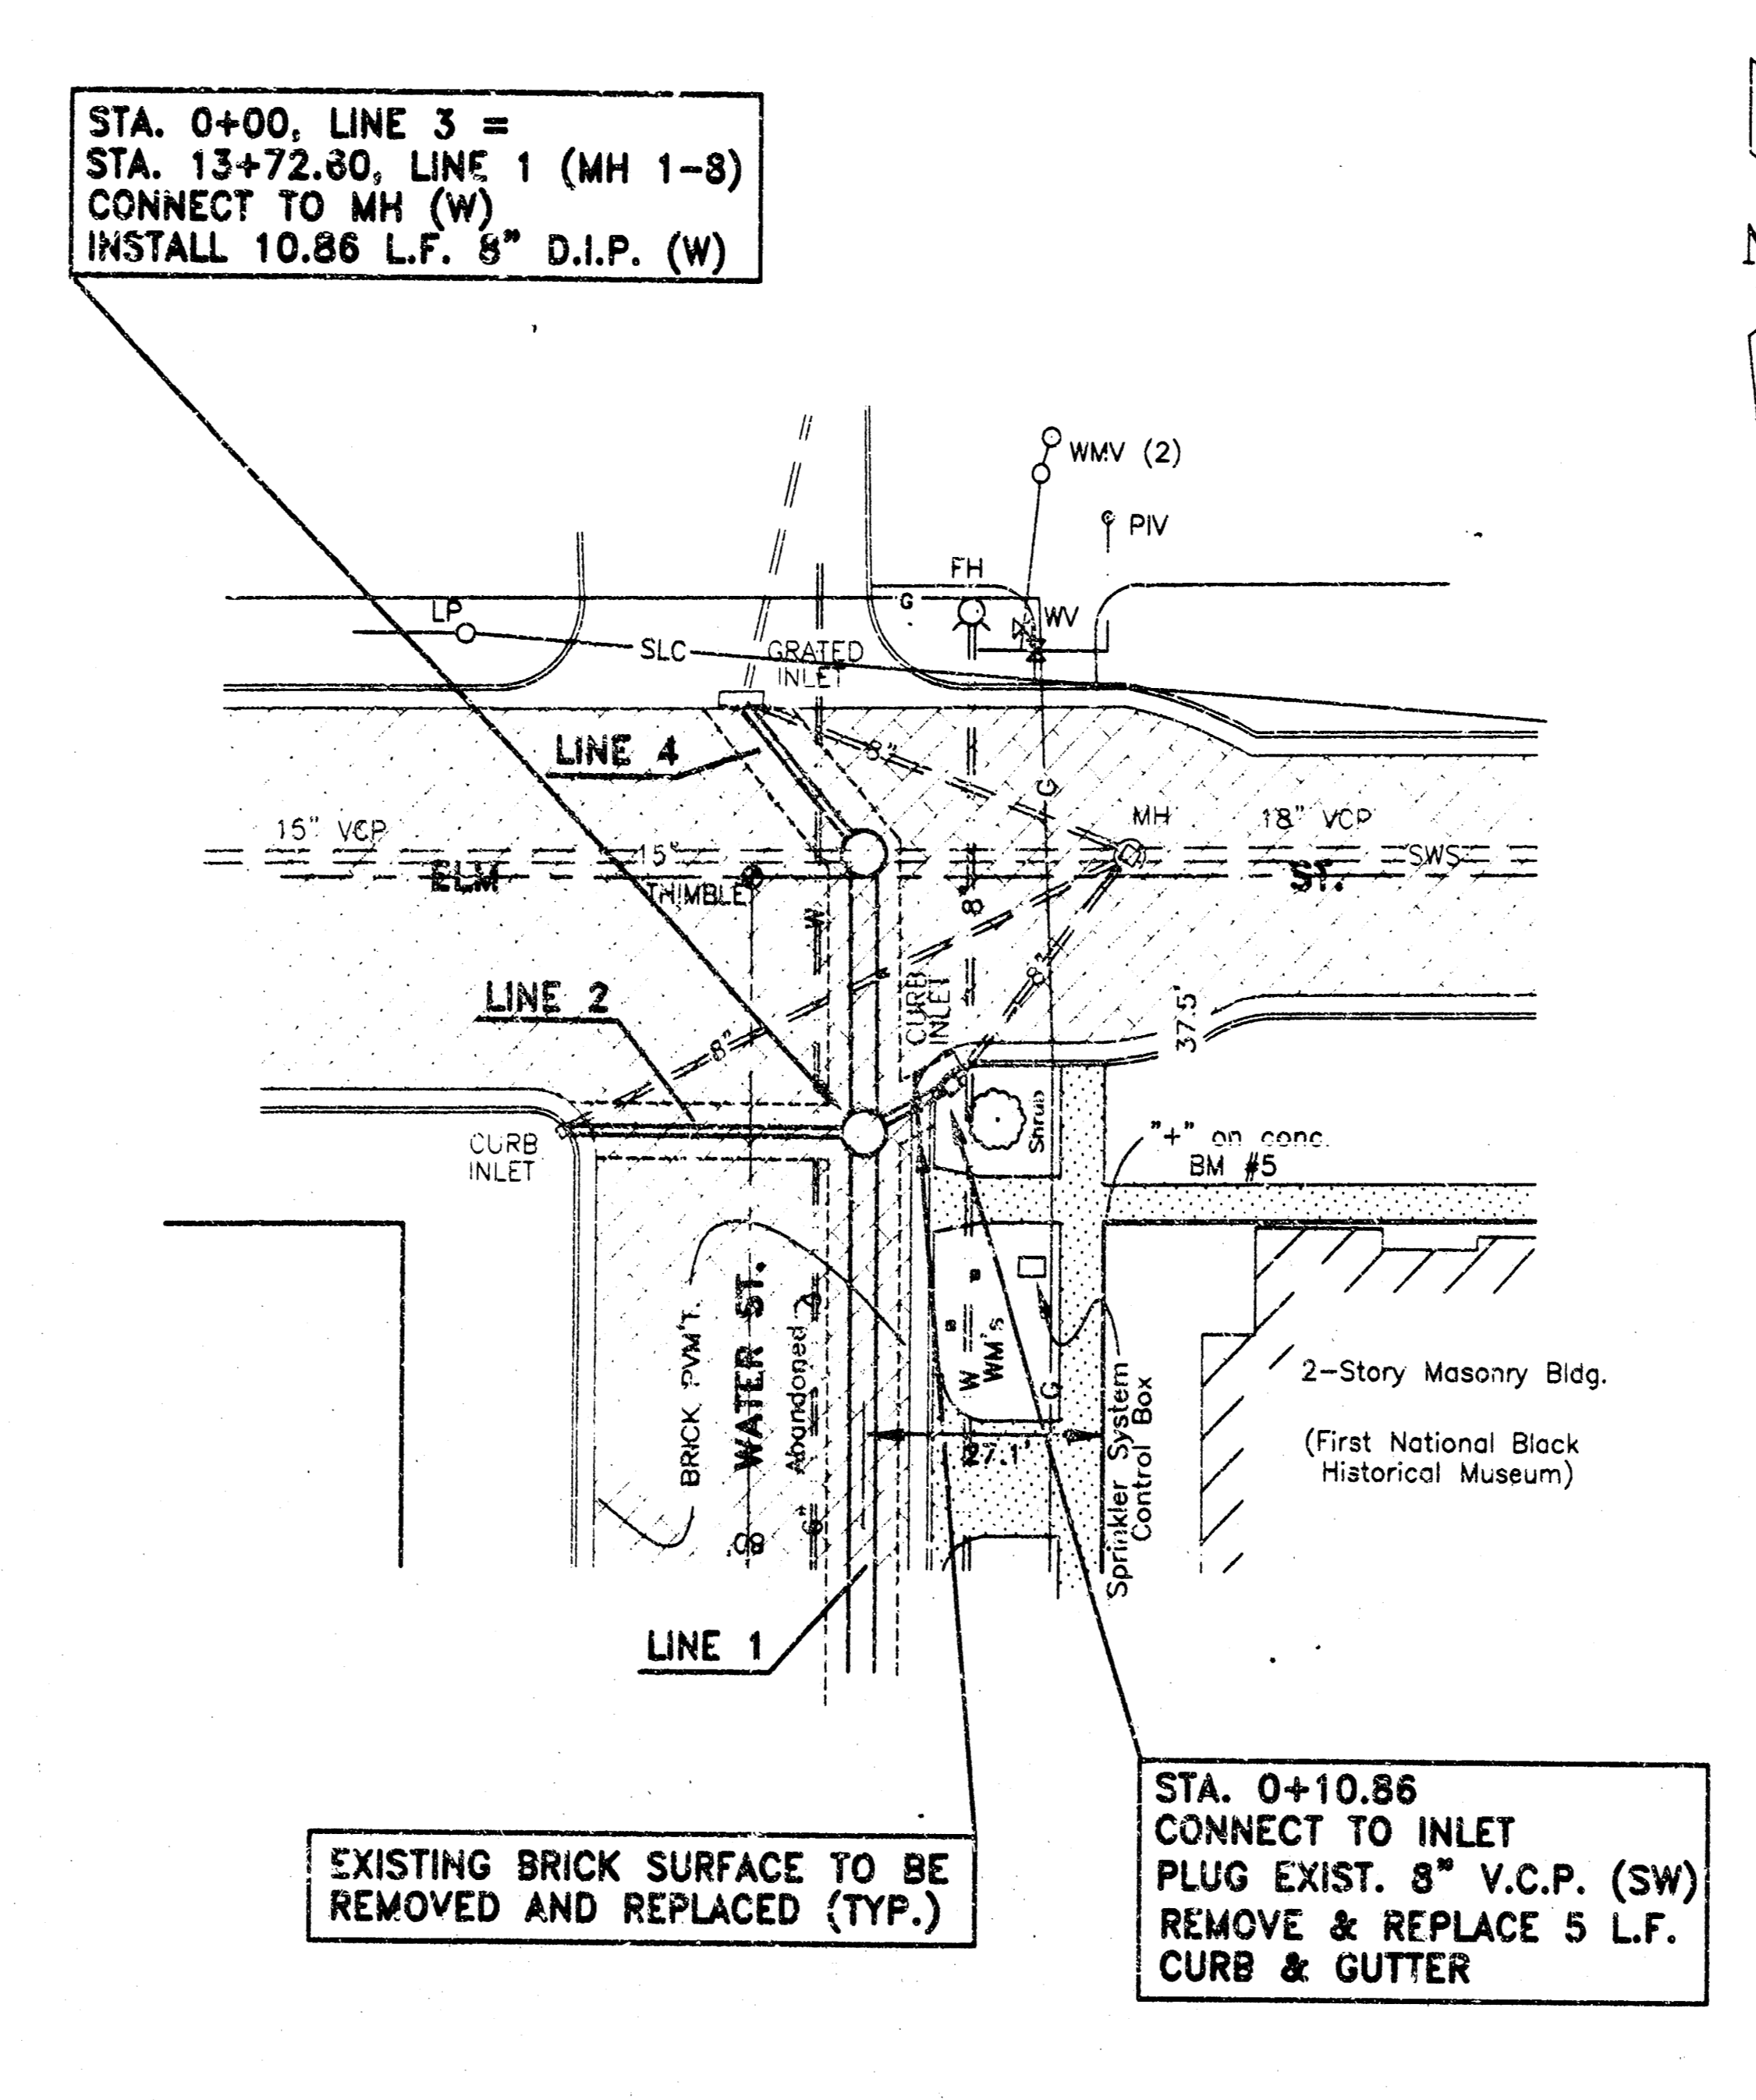 STA. 0+00, LINE 3 =
STA. 13+72.60, LINE 1 (MH 1-8)
CONNECT TO MH (W)
INSTALL 10.86 L.F. 8" D.I.P. (W)
WMV (2)
PIV
FH
G
WV
LP
SLC
GRATED
INLET
LINE 4
8"
G
MH
15" VCP
18" VCP
15"
SWS
ELM
ST.
THIMBLE
W
8"
8"
CURB
INLET
LINE 2
37.5'
8"
CURB
INLET
Shrub
"+" on conc.
BM #5
BRICK PVM'T.
WATER ST.
Abandoned
6"
80'
W
WM's
G
27.1'
Sprinkler System
Control Box
2-Story Masonry Bldg.
(First National Black
Historical Museum)
LINE 1
EXISTING BRICK SURFACE TO BE
REMOVED AND REPLACED (TYP.)
STA. 0+10.86
CONNECT TO INLET
PLUG EXIST. 8" V.C.P. (SW)
REMOVE & REPLACE 5 L.F.
CURB & GUTTER